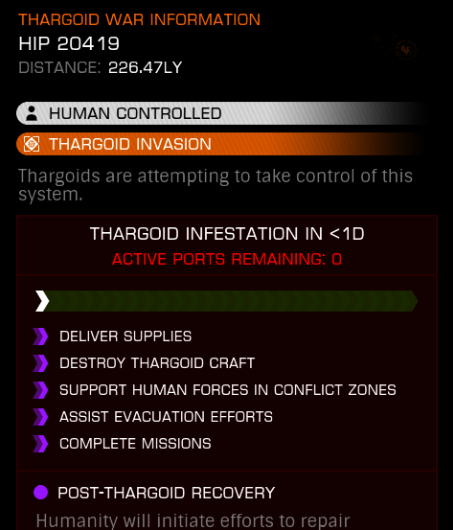 THARGOID WAR INFORMATION
HIP 20419
DISTANCE: 226.47LY
HUMAN CONTROLLED
THARGOID INVASION
Thargoids are attempting to take control of this
system.
THARGOID INFESTATION IN <1D
ACTIVE PORTS REMAINING: 0
DELIVER SUPPLIES
DESTROY THARGOID CRAFT
SUPPORT HUMAN FORCES IN CONFLICT ZONES
ASSIST EVACUATION EFFORTS
COMPLETE MISSIONS
POST-THARGOID RECOVERY
Humanity will initiate efforts to repair